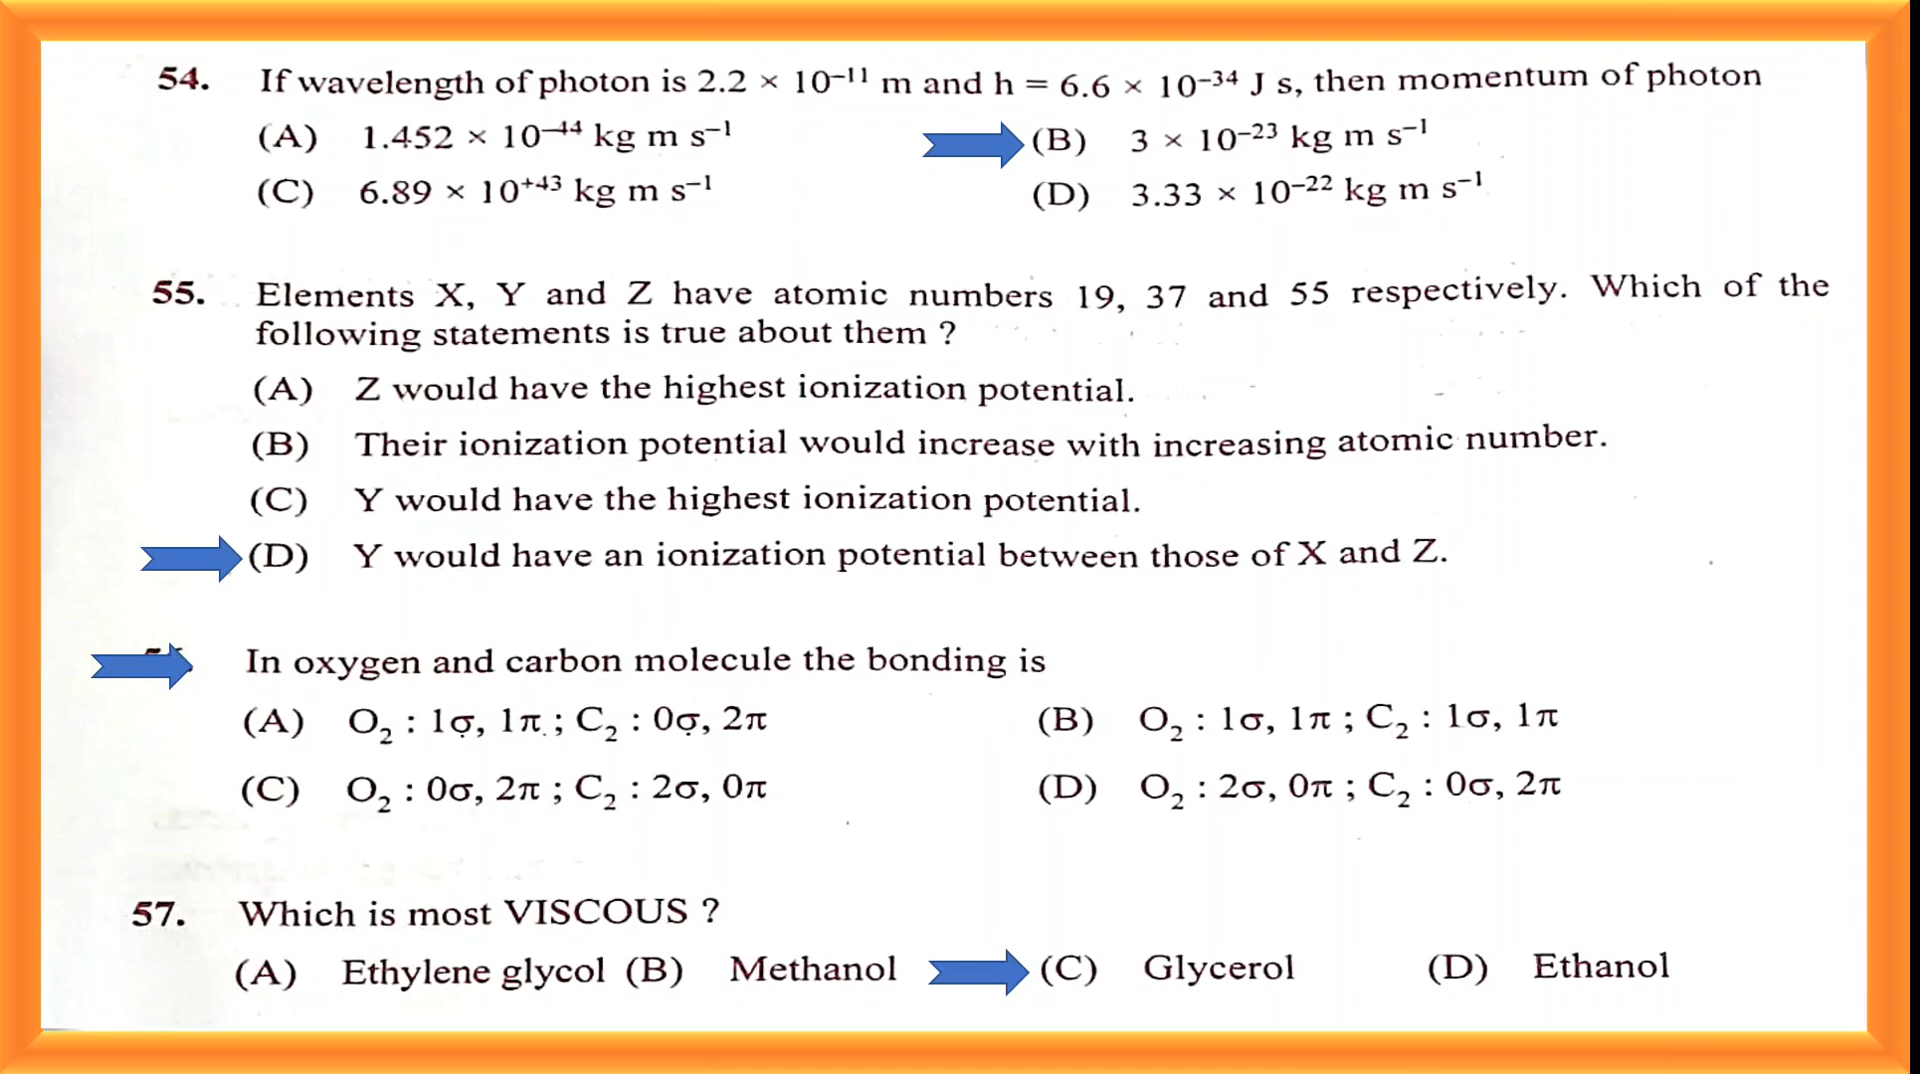 54. If wavelength of photon is 2.2 × 10⁻¹¹ m and h = 6.6 × 10⁻³⁴ J s, then momentum of photon
(A) 1.452 × 10⁻⁴⁴ kg m s⁻¹ (B) 3 × 10⁻²³ kg m s⁻¹
(C) 6.89 × 10⁺⁴³ kg m s⁻¹ (D) 3.33 × 10⁻²² kg m s⁻¹
55. Elements X, Y and Z have atomic numbers 19, 37 and 55 respectively. Which of the
following statements is true about them ?
(A) Z would have the highest ionization potential.
(B) Their ionization potential would increase with increasing atomic number.
(C) Y would have the highest ionization potential.
(D) Y would have an ionization potential between those of X and Z.
In oxygen and carbon molecule the bonding is
(A) O₂ : 1σ, 1π ; C₂ : 0σ, 2π (B) O₂ : 1σ, 1π ; C₂ : 1σ, 1π
(C) O₂ : 0σ, 2π ; C₂ : 2σ, 0π (D) O₂ : 2σ, 0π ; C₂ : 0σ, 2π
57. Which is most VISCOUS ?
(A) Ethylene glycol (B) Methanol (C) Glycerol (D) Ethanol